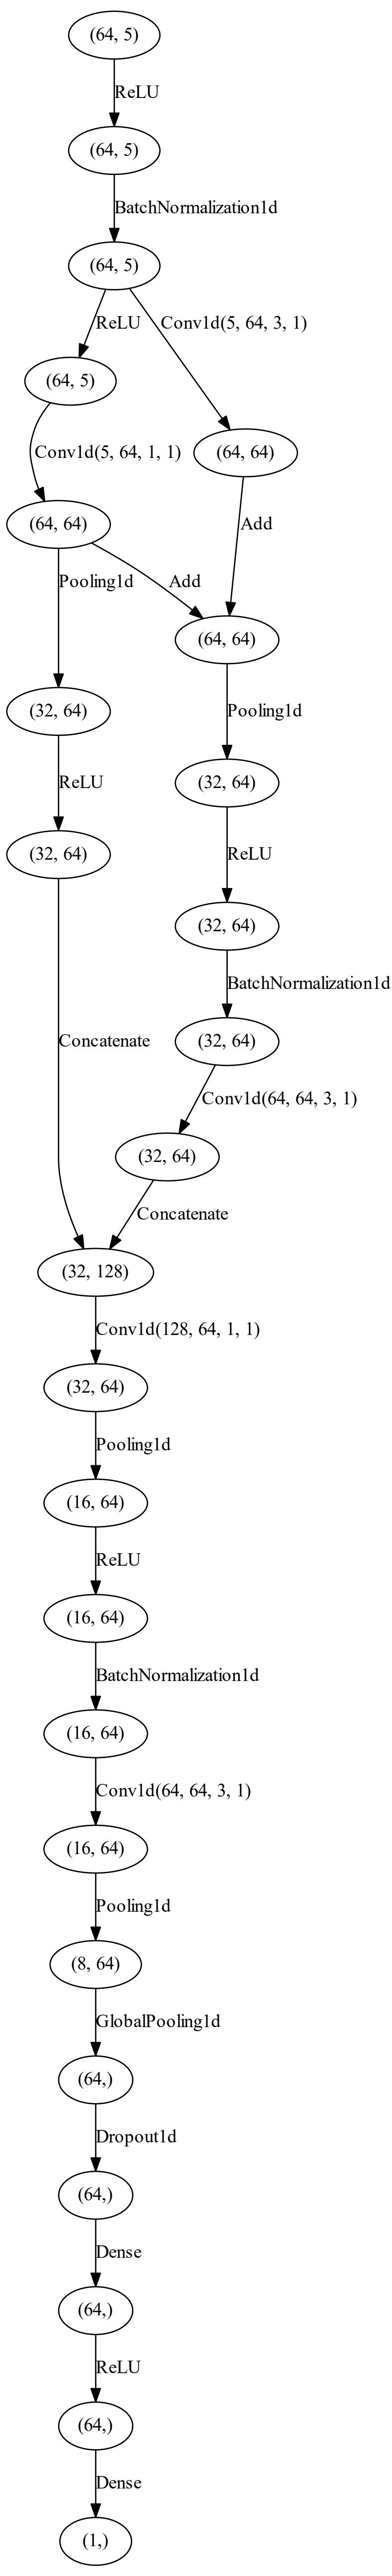 (64, 5)
ReLU
(64, 5)
BatchNormalization1d
(64, 5)
ReLU
Conv1d(5, 64, 3, 1)
(64, 5)
Conv1d(5, 64, 1, 1)
(64, 64)
(64, 64)
Add
Pooling1d
Add
(64, 64)
(32, 64)
Pooling1d
ReLU
(32, 64)
(32, 64)
ReLU
(32, 64)
BatchNormalization1d
Concatenate
(32, 64)
Conv1d(64, 64, 3, 1)
(32, 64)
Concatenate
(32, 128)
Conv1d(128, 64, 1, 1)
(32, 64)
Pooling1d
(16, 64)
ReLU
(16, 64)
BatchNormalization1d
(16, 64)
Conv1d(64, 64, 3, 1)
(16, 64)
Pooling1d
(8, 64)
GlobalPooling1d
(64,)
Dropout1d
(64,)
Dense
(64,)
ReLU
(64,)
Dense
(1,)